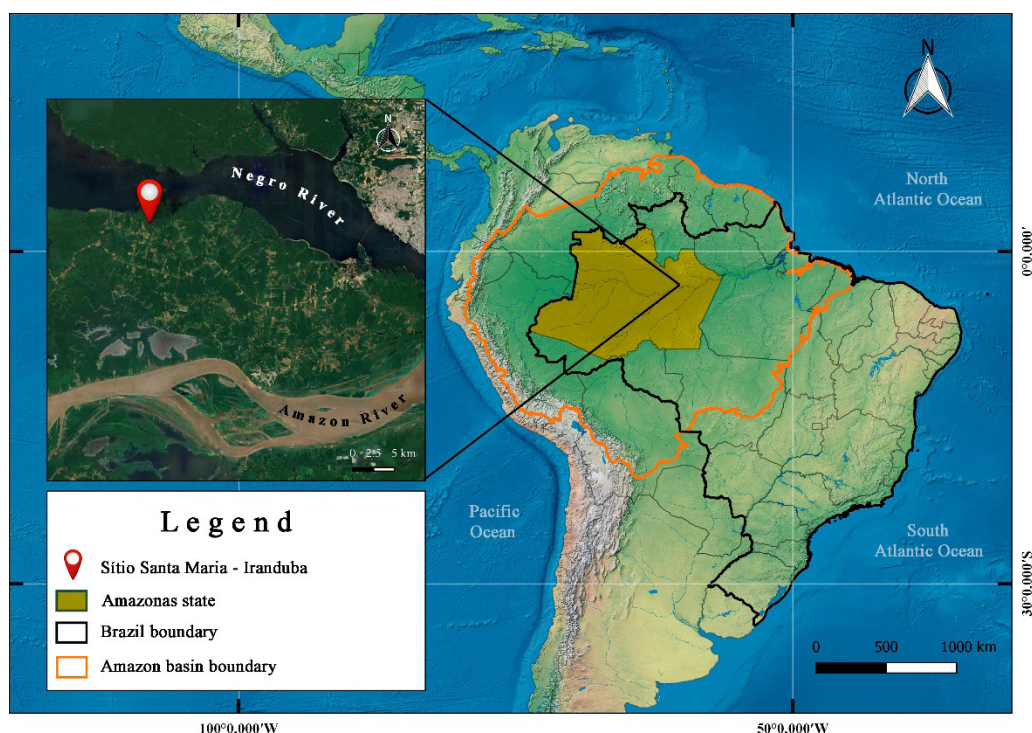 N
N
Negro River
Amazon River
0 2.5 5 km
North
Atlantic Ocean
0°0.000'S
Pacific
Ocean
South
Atlantic Ocean
30°0.000'S
0 500 1000 km
Legend
Sítio Santa Maria - Iranduba
Amazonas state
Brazil boundary
Amazon basin boundary
100°0.000'W
50°0.000'W